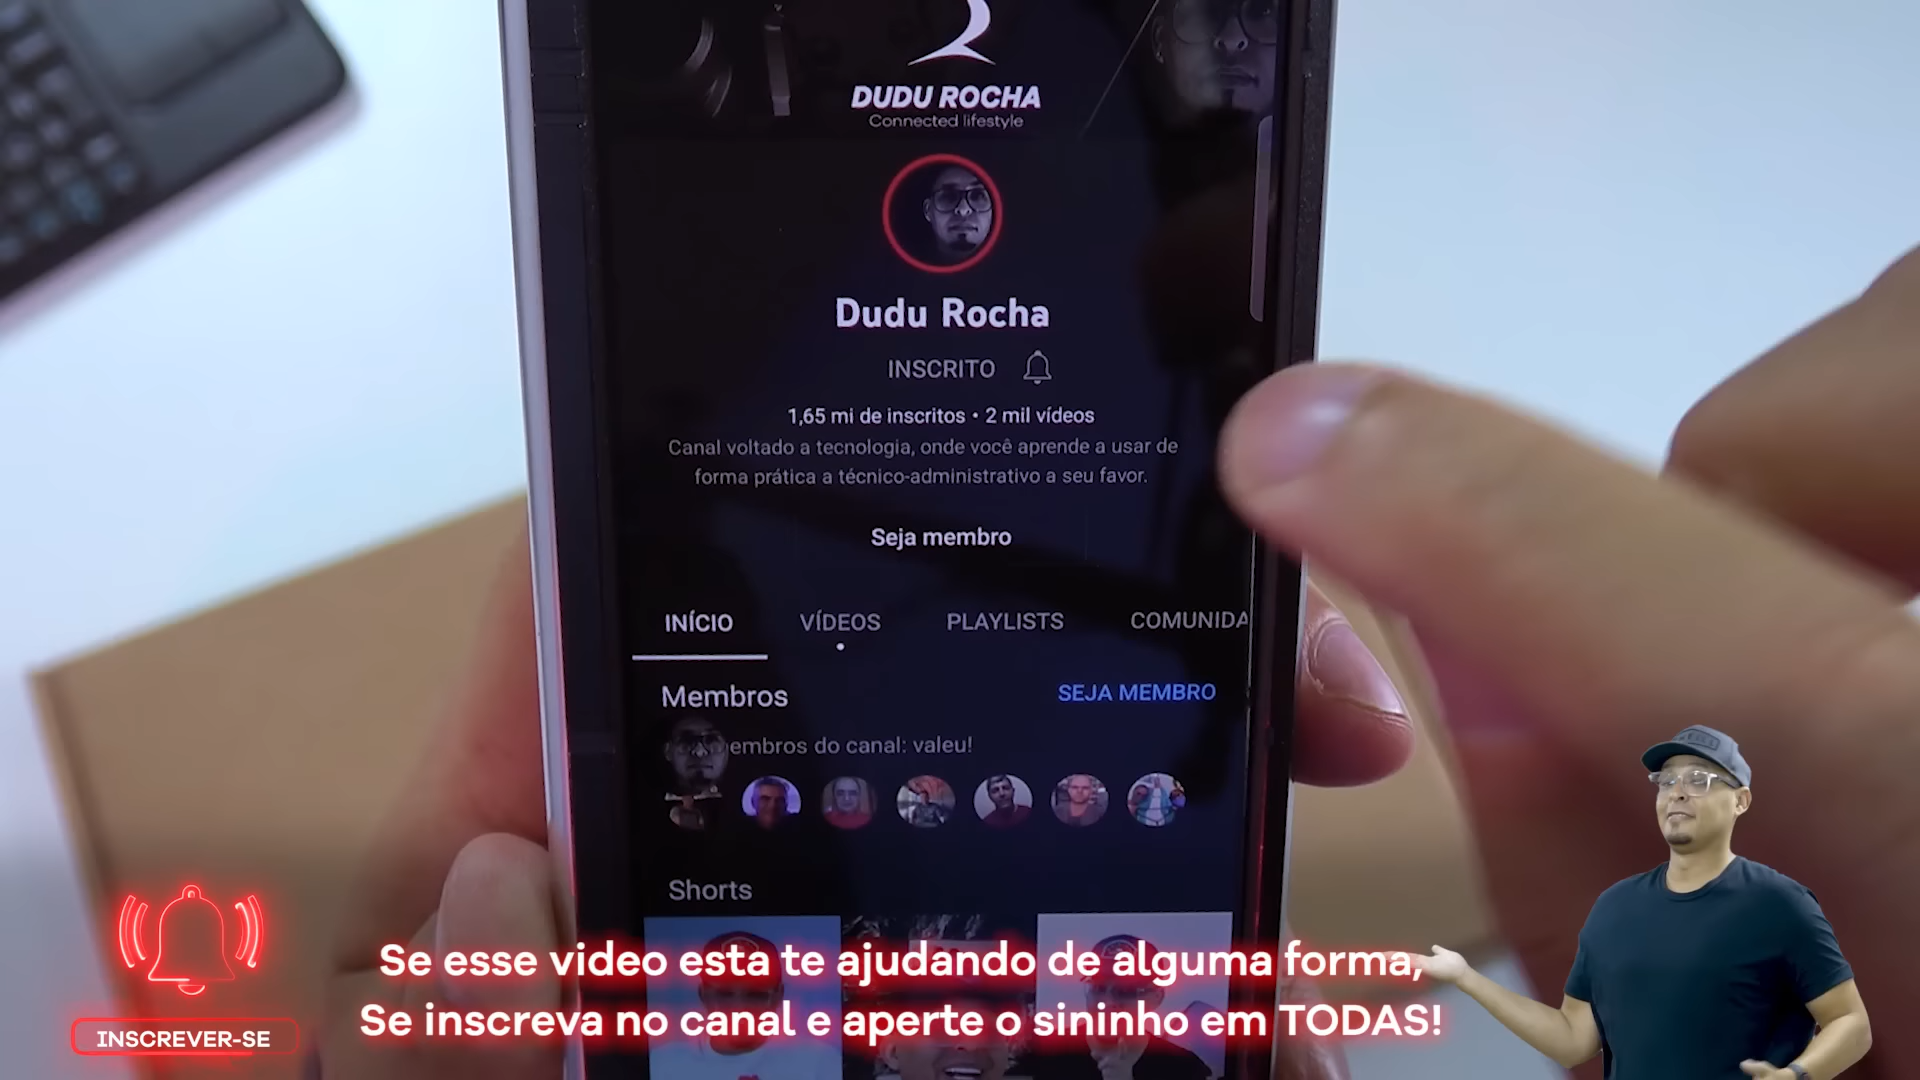 DUDU ROCHA
Connected lifestyle
Dudu Rocha
INSCRITO
1,65 mi de inscritos • 2 mil vídeos
Canal voltado a tecnologia, onde você aprende a usar de
forma prática a técnico-administrativo a seu favor.
Seja membro
INÍCIO VÍDEOS PLAYLISTS COMUNIDA
Membros SEJA MEMBRO
embros do canal: valeu!
Shorts
Se esse video esta te ajudando de alguma forma,
Se inscreva no canal e aperte o sininho em TODAS!
INSCREVER-SE